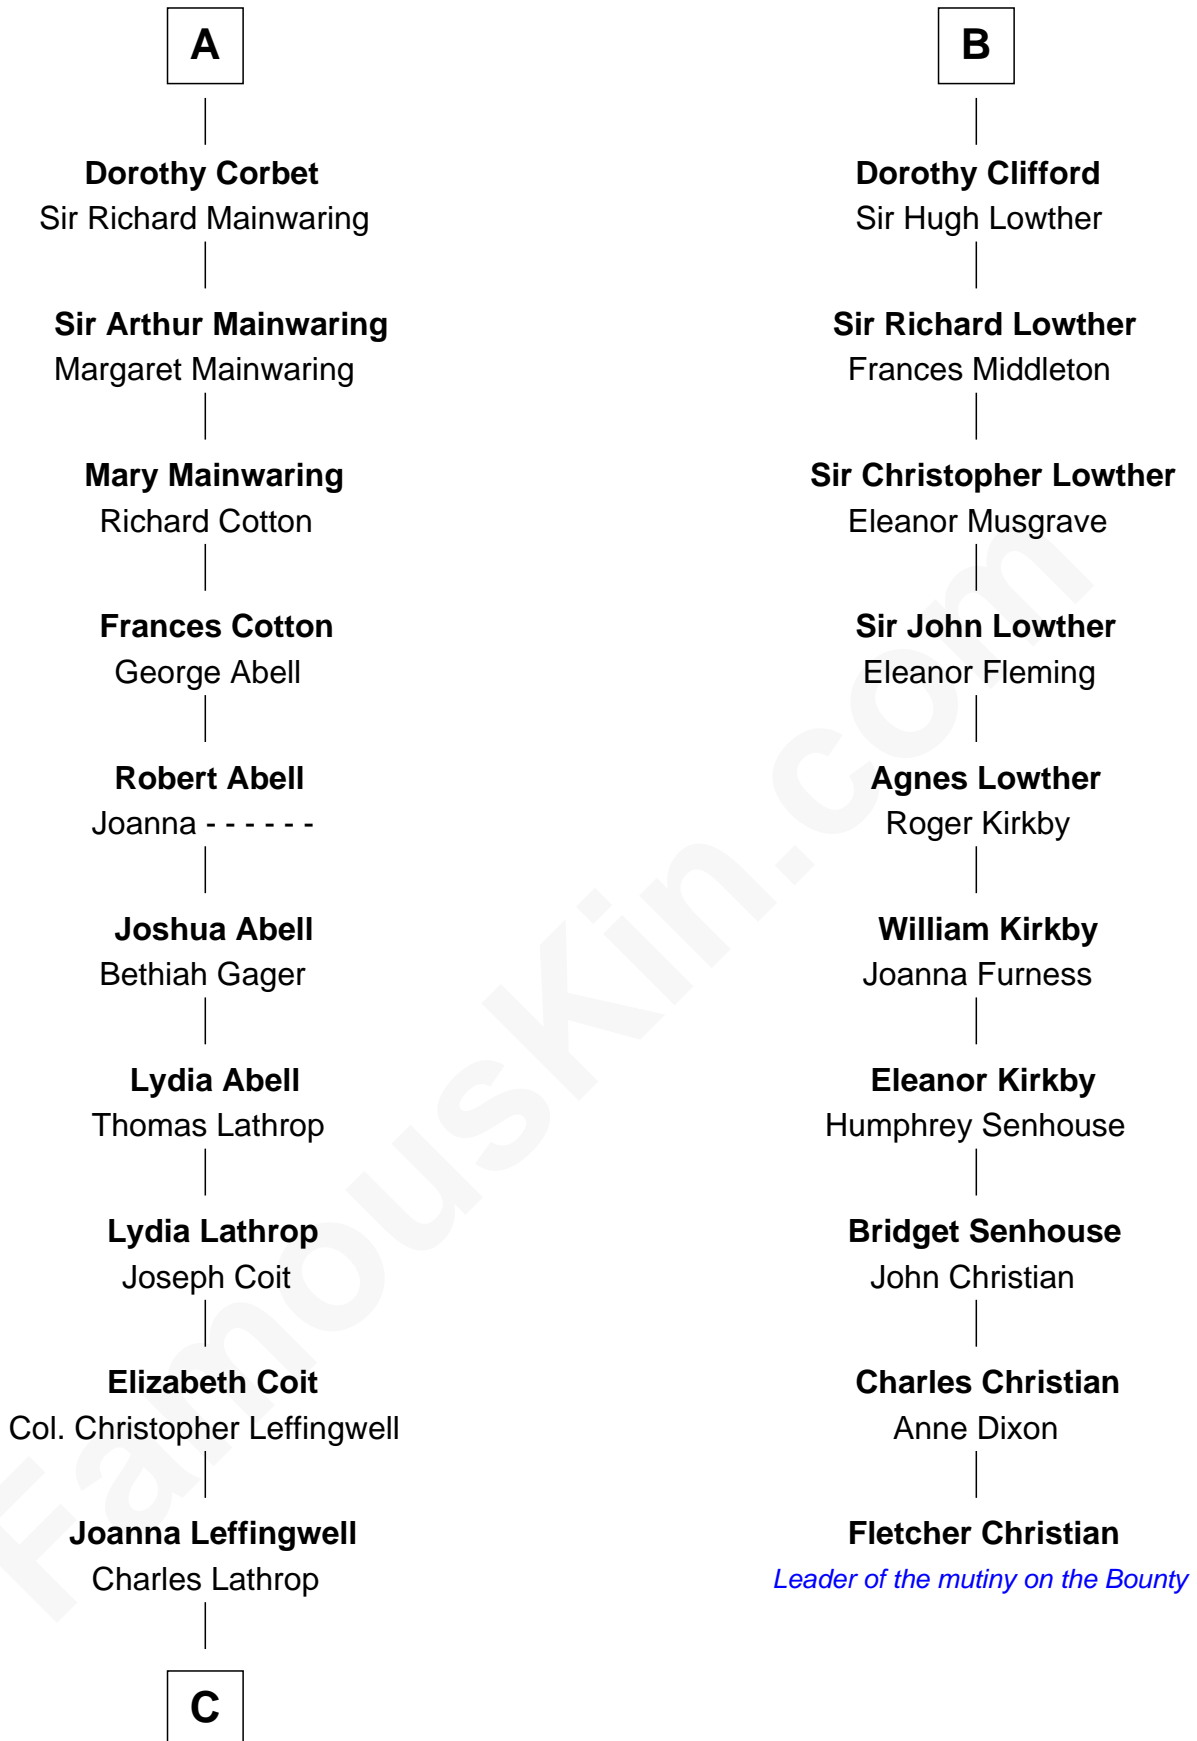 A
Dorothy Corbet
Sir Richard Mainwaring
Sir Arthur Mainwaring
Margaret Mainwaring
Mary Mainwaring
Richard Cotton
Frances Cotton
George Abell
Robert Abell
Joanna - - - - - -
Joshua Abell
Bethiah Gager
Lydia Abell
Thomas Lathrop
Lydia Lathrop
Joseph Coit
Elizabeth Coit
Col. Christopher Leffingwell
Joanna Leffingwell
Charles Lathrop
C
B
Dorothy Clifford
Sir Hugh Lowther
Sir Richard Lowther
Frances Middleton
Sir Christopher Lowther
Eleanor Musgrave
Sir John Lowther
Eleanor Fleming
Agnes Lowther
Roger Kirkby
William Kirkby
Joanna Furness
Eleanor Kirkby
Humphrey Senhouse
Bridget Senhouse
John Christian
Charles Christian
Anne Dixon
Fletcher Christian
Leader of the mutiny on the Bounty
FamousKin.com